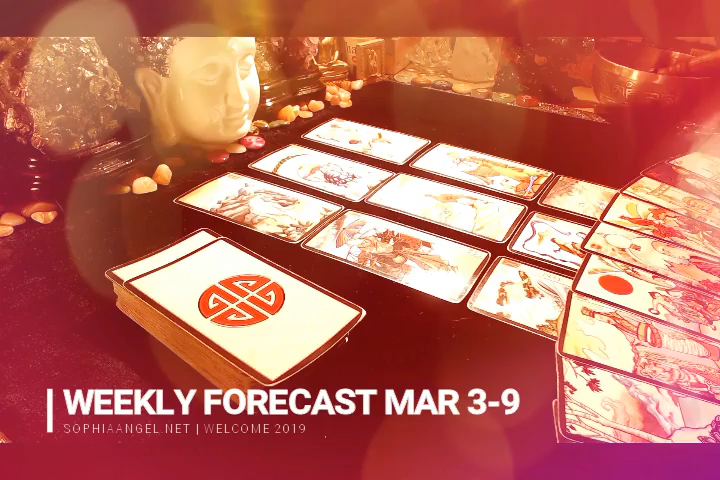 WEEKLY FORECAST MAR 3-9
SOPHIAANGEL.NET | WELCOME 2019